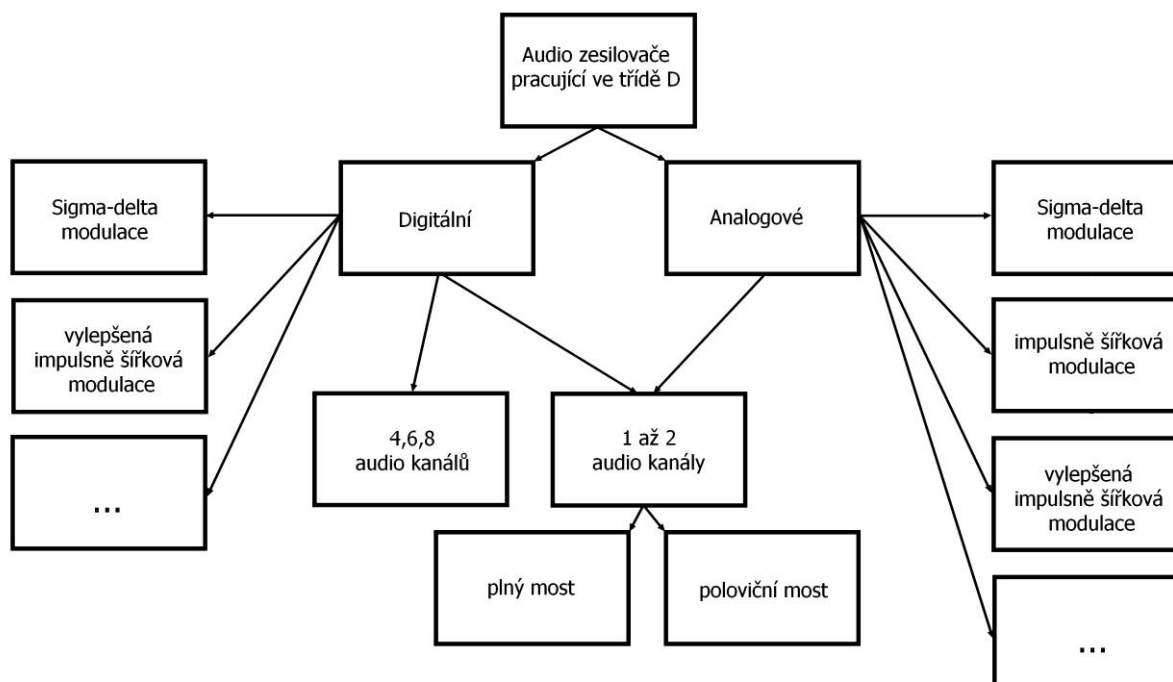 Audio zesilovače
pracující ve třídě D
Sigma-delta
modulace
Digitální
Analogové
Sigma-delta
modulace
vylepšená
impulsně šířková
modulace
impulsně šířková
modulace
4,6,8
audio kanálů
1 až 2
audio kanály
...
vylepšená
impulsně šířková
modulace
plný most
poloviční most
...